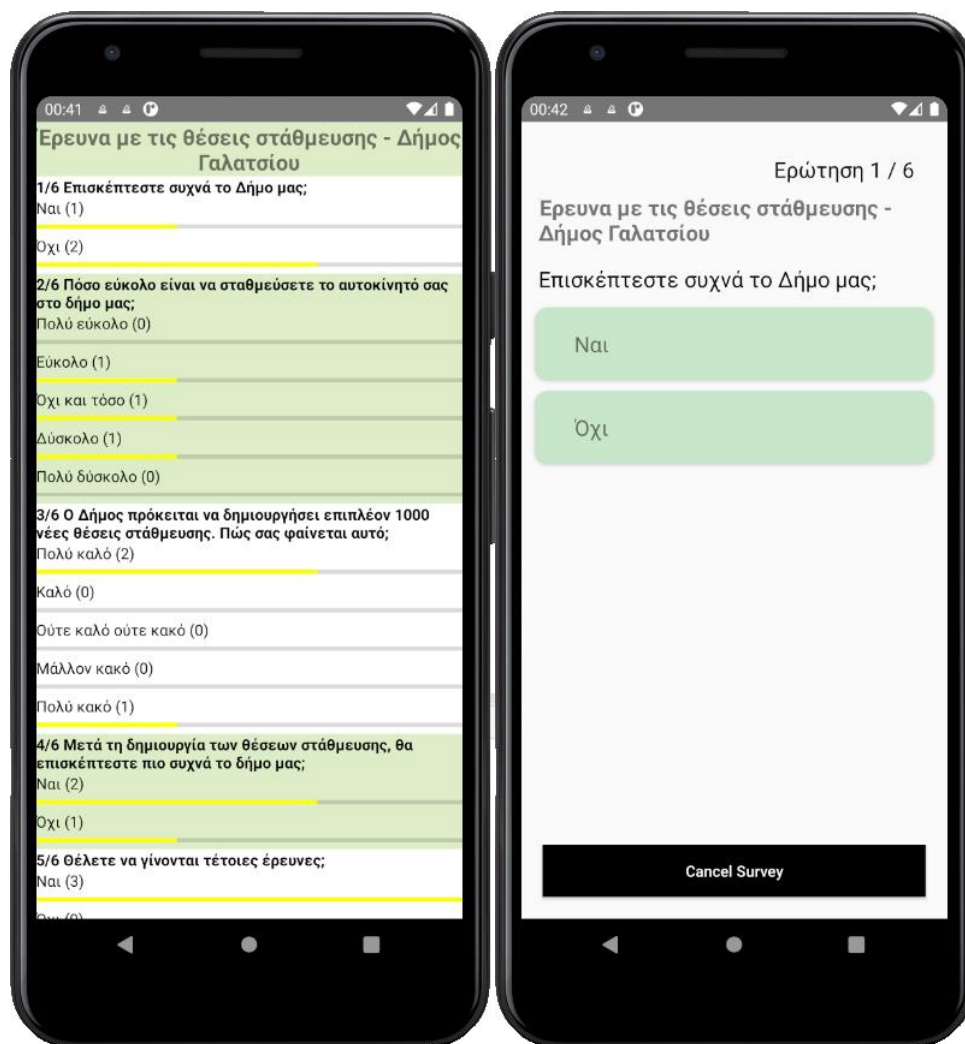 00:41
Έρευνα με τις θέσεις στάθμευσης - Δήμος
Γαλατσίου
1/6 Επισκέπτεστε συχνά το Δήμο μας;
Ναι (1)
Όχι (2)
2/6 Πόσο εύκολο είναι να σταθμεύσετε το αυτοκίνητό σας
στο δήμο μας;
Πολύ εύκολο (0)
Εύκολο (1)
Όχι και τόσο (1)
Δύσκολο (1)
Πολύ δύσκολο (0)
3/6 Ο Δήμος πρόκειται να δημιουργήσει επιπλέον 1000
νέες θέσεις στάθμευσης. Πώς σας φαίνεται αυτό;
Πολύ καλό (2)
Καλό (0)
Ούτε καλό ούτε κακό (0)
Μάλλον κακό (0)
Πολύ κακό (1)
4/6 Μετά τη δημιουργία των θέσεων στάθμευσης, θα
επισκέπτεστε πιο συχνά το δήμο μας;
Ναι (2)
Όχι (1)
5/6 Θέλετε να γίνονται τέτοιες έρευνες;
Ναι (3)
Όχι (0)
00:42
Ερώτηση 1 / 6
Ερευνα με τις θέσεις στάθμευσης -
Δήμος Γαλατσίου
Επισκέπτεστε συχνά το Δήμο μας;
Ναι
Όχι
Cancel Survey